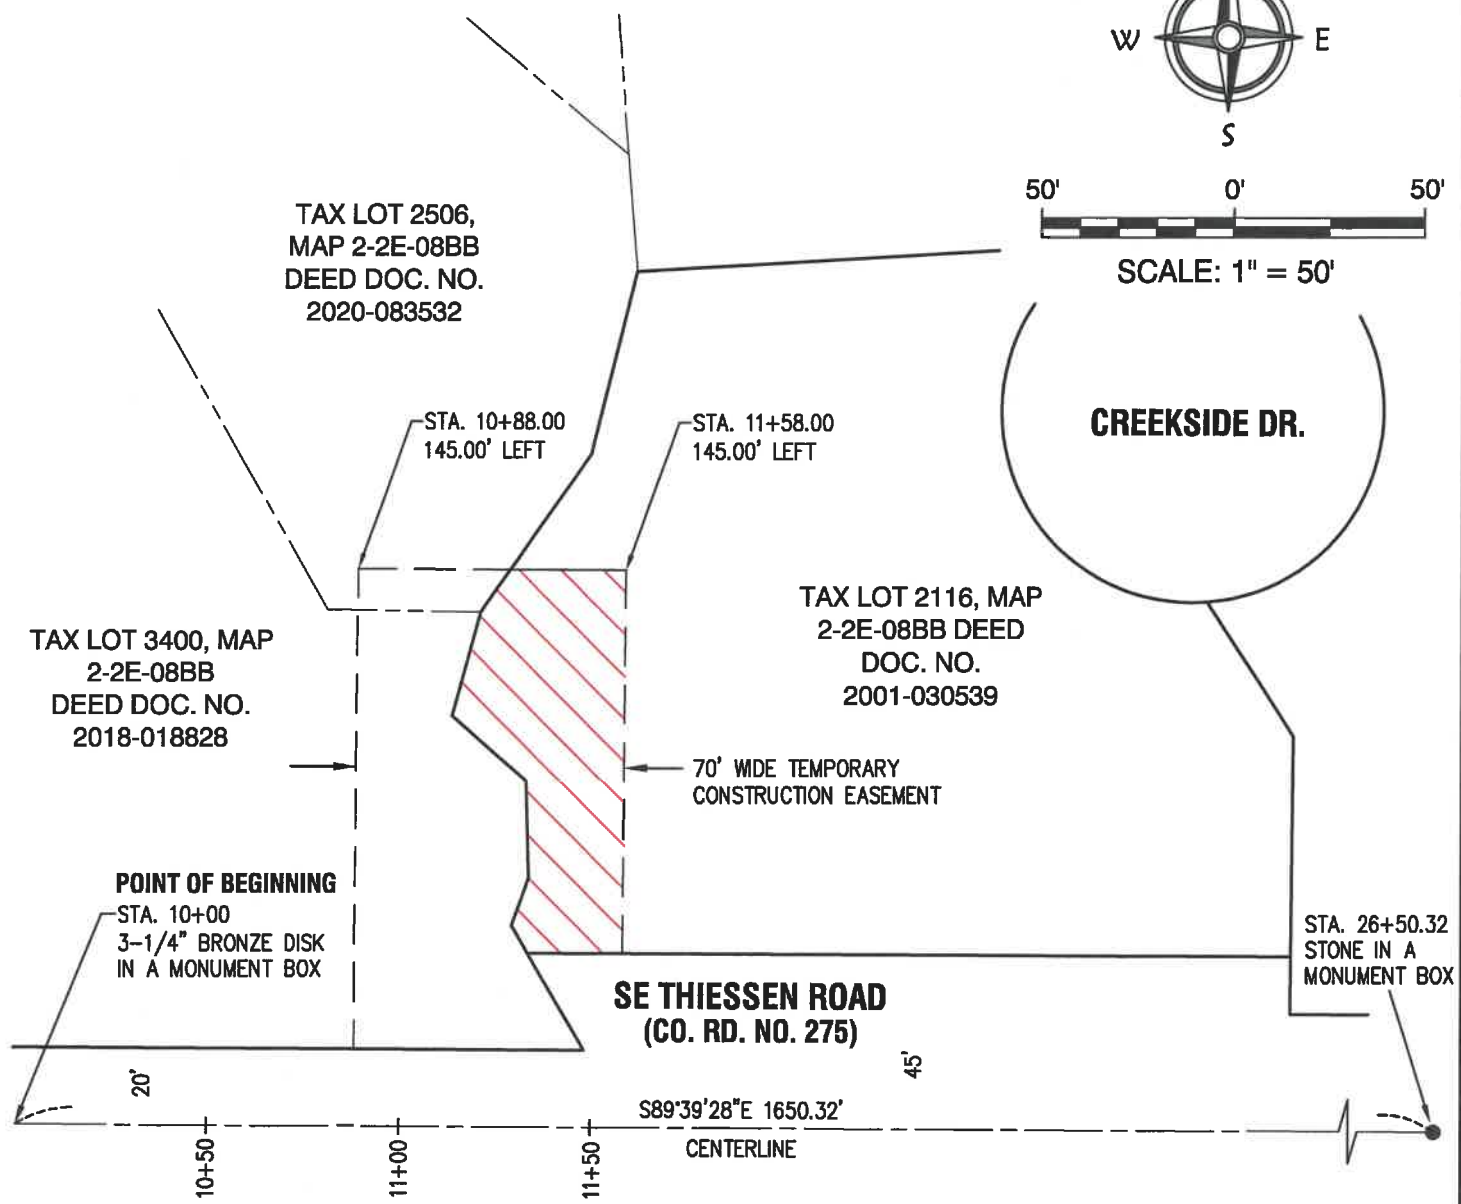 W
E
S
50'
0'
50'
SCALE: 1" = 50'
TAX LOT 2506,
MAP 2-2E-08BB
DEED DOC. NO.
2020-083532
STA. 10+88.00
145.00' LEFT
STA. 11+58.00
145.00' LEFT
CREEKSIDE DR.
TAX LOT 3400, MAP
2-2E-08BB
DEED DOC. NO.
2018-018828
TAX LOT 2116, MAP
2-2E-08BB DEED
DOC. NO.
2001-030539
70' WIDE TEMPORARY
CONSTRUCTION EASEMENT
POINT OF BEGINNING
STA. 10+00
3-1/4" BRONZE DISK
IN A MONUMENT BOX
STA. 26+50.32
STONE IN A
MONUMENT BOX
SE THIESSEN ROAD
(CO. RD. NO. 275)
20'
45'
S89°39'28"E 1650.32'
CENTERLINE
10+50
11+00
11+50